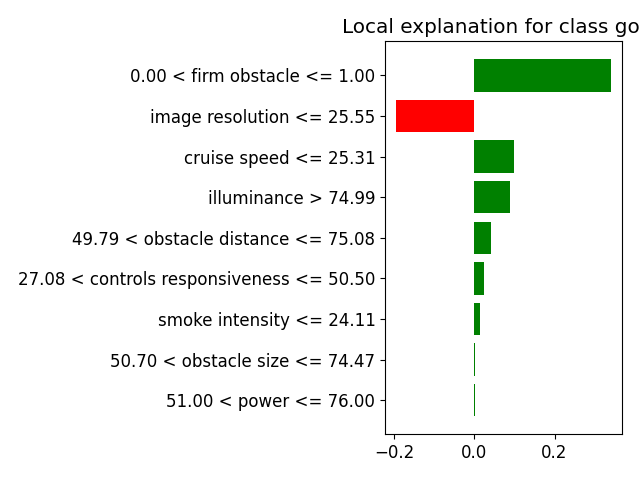 Local explanation for class go
0.00 < firm obstacle <= 1.00
image resolution <= 25.55
cruise speed <= 25.31
illuminance > 74.99
49.79 < obstacle distance <= 75.08
27.08 < controls responsiveness <= 50.50
smoke intensity <= 24.11
50.70 < obstacle size <= 74.47
51.00 < power <= 76.00
−0.2 0.0 0.2